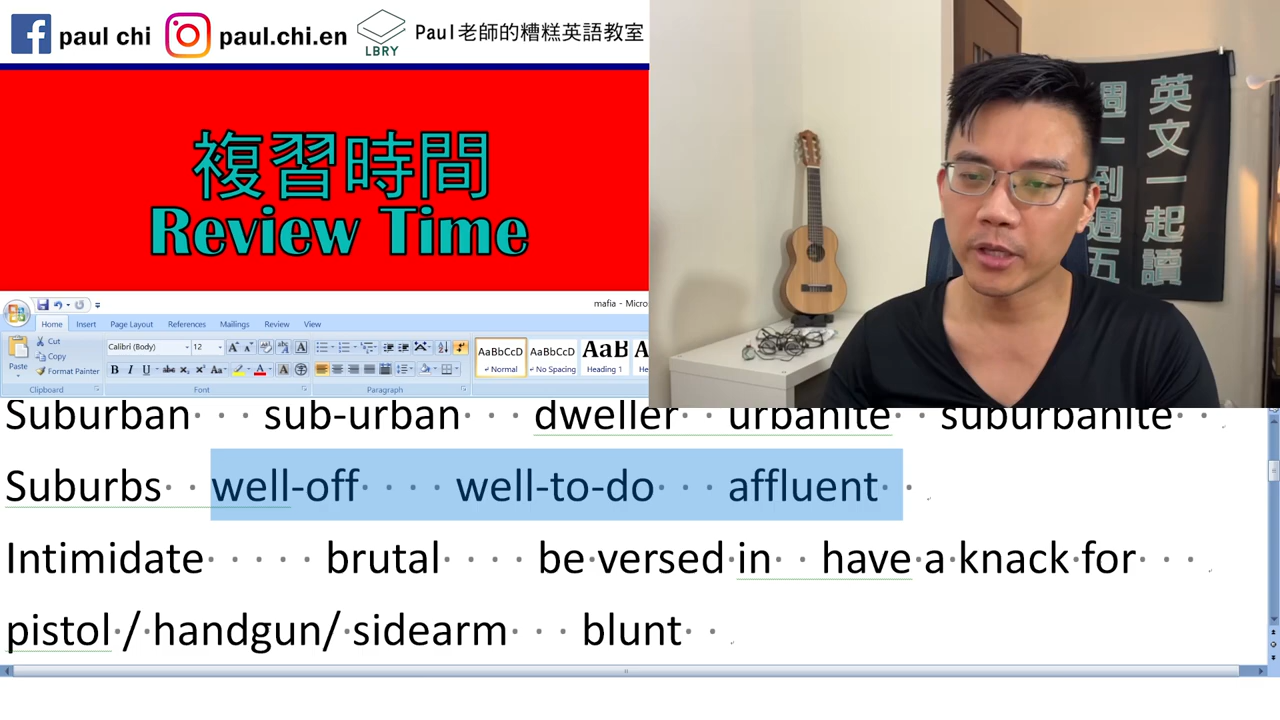 paul chi paul.chi.en LBRY Paul老師的糟糕英語教室
複習時間
Review Time
mafia - Micro
Home Insert Page Layout References Mailings Review View
Cut
Copy
Format Painter
Paste
Calibri (Body) 12
AaBbCcD AaBbCcD AaB AaBbC
Normal No Spacing Heading 1 He
Clipboard Font Paragraph
英文一起讀
週一到週五
Suburban sub-urban dweller urbanite suburbanite
Suburbs well-off well-to-do affluent
Intimidate brutal be versed in have a knack for
pistol / handgun/ sidearm blunt